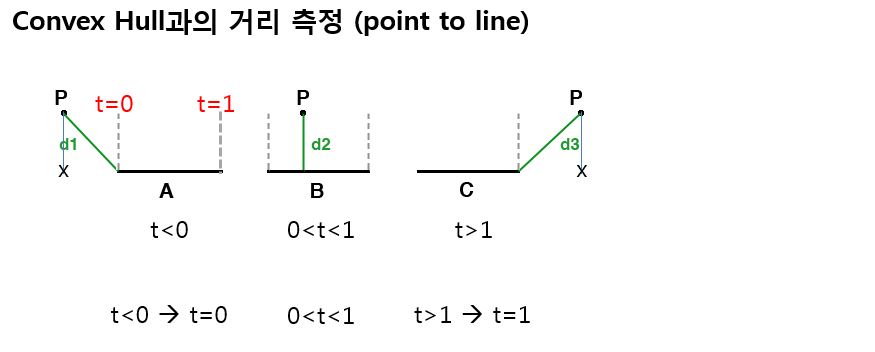 Convex Hull과의 거리 측정 (point to line)
P t=0 t=1 P P
d1 d2 d3
x x
A B C
t<0 0<t<1 t>1
t<0 → t=0 0<t<1 t>1 → t=1